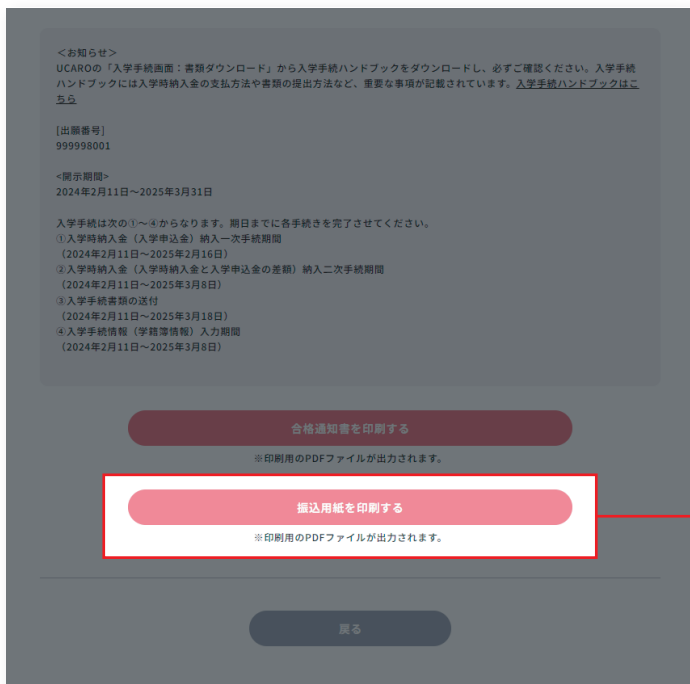 <お知らせ>
UCAROの「入学手続画面：書類ダウンロード」から入学手続ハンドブックをダウンロードし、必ずご確認ください。入学手続
ハンドブックには入学時納入金の支払方法や書類の提出方法など、重要な事項が記載されています。入学手続ハンドブックはこ
ちら
[出願番号]
999998001
<開示期間>
2024年2月11日～2025年3月31日
入学手続は次の①～④からなります。期日までに各手続きを完了させてください。
①入学時納入金（入学申込金）納入一次手続期間
（2024年2月11日～2025年2月16日）
②入学時納入金（入学時納入金と入学申込金の差額）納入二次手続期間
（2024年2月11日～2025年3月8日）
③入学手続書類の送付
（2024年2月11日～2025年3月18日）
④入学手続情報（学籍簿情報）入力期間
（2024年2月11日～2025年3月8日）
合格通知書を印刷する
※印刷用のPDFファイルが出力されます。
振込用紙を印刷する
※印刷用のPDFファイルが出力されます。
戻る